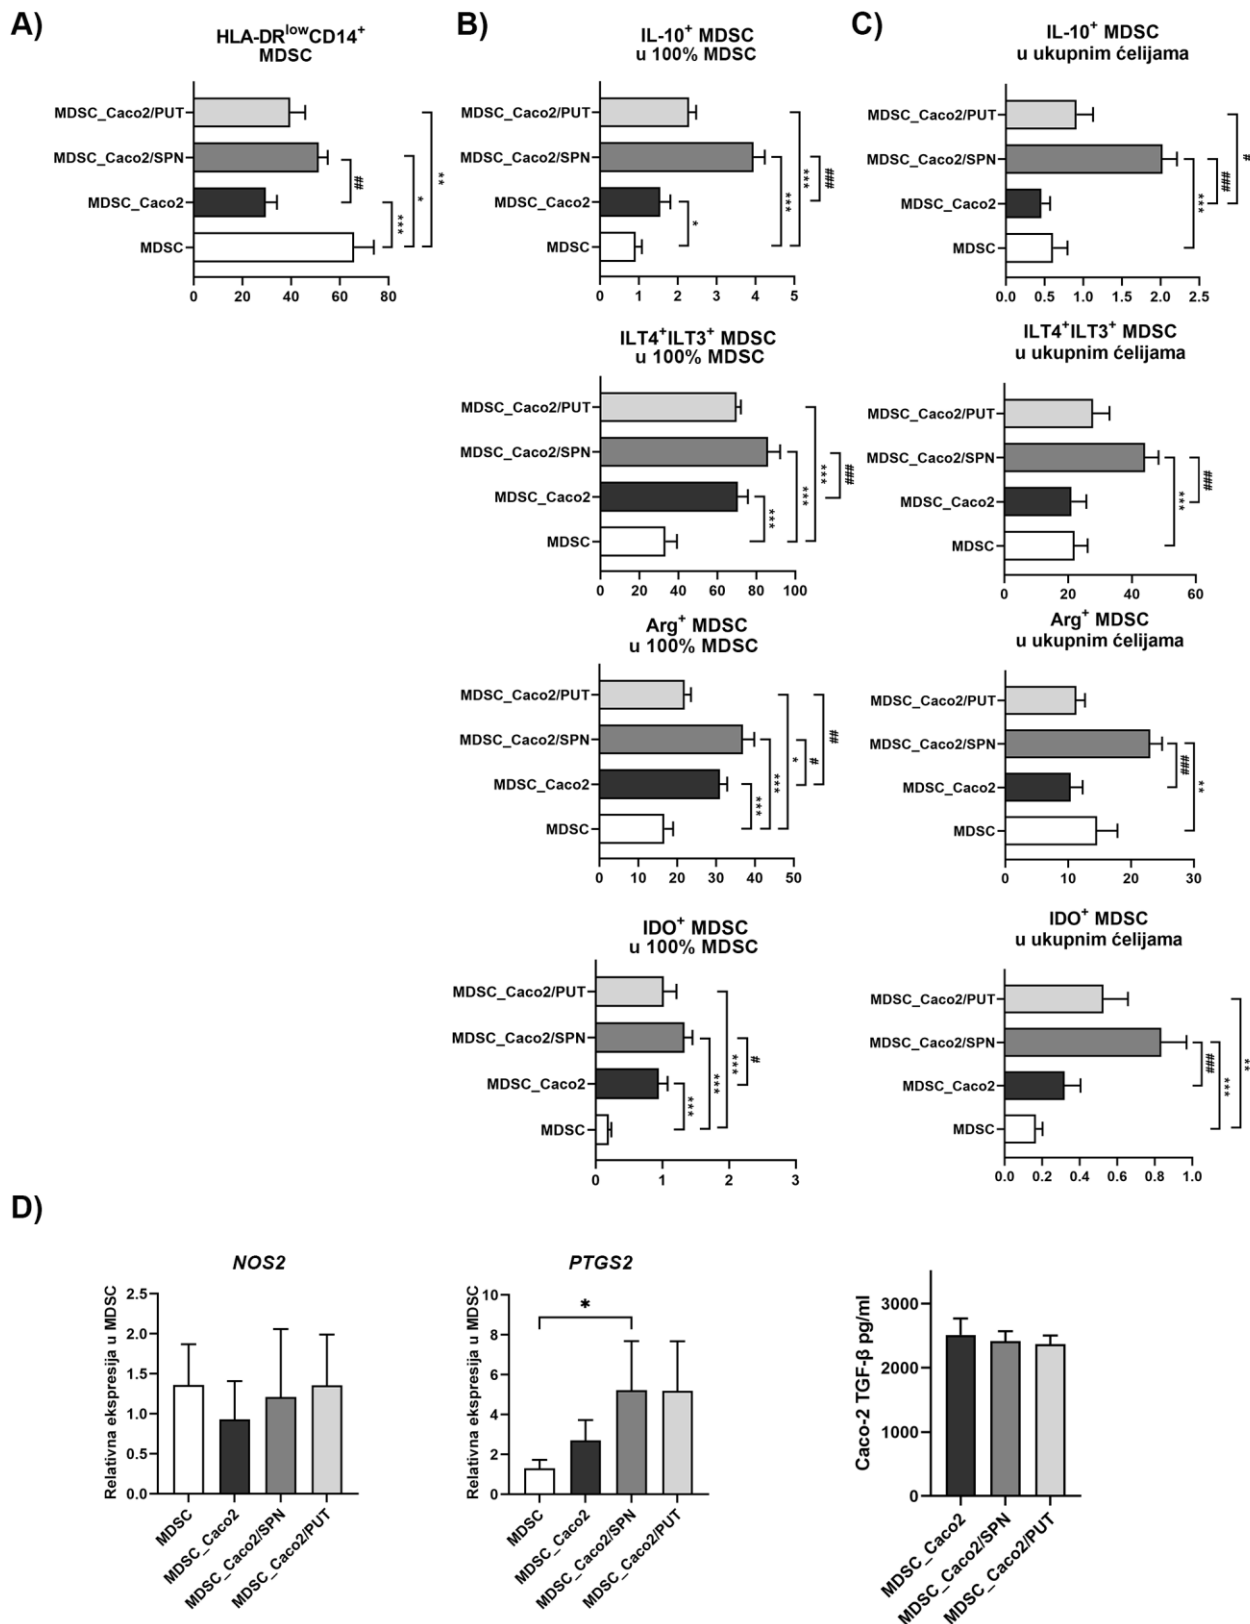 A)
HLA-DRlowCD14+
MDSC
MDSC_Caco2/PUT
MDSC_Caco2/SPN
MDSC_Caco2
MDSC
0 20 40 60 80
##
***
*
**
B)
IL-10+ MDSC
u 100% MDSC
MDSC_Caco2/PUT
MDSC_Caco2/SPN
MDSC_Caco2
MDSC
0 1 2 3 4 5
*
***
***
###
C)
IL-10+ MDSC
u ukupnim ćelijama
MDSC_Caco2/PUT
MDSC_Caco2/SPN
MDSC_Caco2
MDSC
0.0 0.5 1.0 1.5 2.0 2.5
***
###
#
ILT4+ILT3+ MDSC
u 100% MDSC
MDSC_Caco2/PUT
MDSC_Caco2/SPN
MDSC_Caco2
MDSC
0 20 40 60 80 100
***
***
***
###
ILT4+ILT3+ MDSC
u ukupnim ćelijama
MDSC_Caco2/PUT
MDSC_Caco2/SPN
MDSC_Caco2
MDSC
0 20 40 60
***
###
Arg+ MDSC
u 100% MDSC
MDSC_Caco2/PUT
MDSC_Caco2/SPN
MDSC_Caco2
MDSC
0 10 20 30 40 50
***
***
*
#
##
Arg+ MDSC
u ukupnim ćelijama
MDSC_Caco2/PUT
MDSC_Caco2/SPN
MDSC_Caco2
MDSC
0 10 20 30
###
**
IDO+ MDSC
u 100% MDSC
MDSC_Caco2/PUT
MDSC_Caco2/SPN
MDSC_Caco2
MDSC
0 1 2 3
***
***
***
#
IDO+ MDSC
u ukupnim ćelijama
MDSC_Caco2/PUT
MDSC_Caco2/SPN
MDSC_Caco2
MDSC
0.0 0.2 0.4 0.6 0.8 1.0
###
***
**
D)
NOS2
Relativna ekspresija u MDSC
2.5
2.0
1.5
1.0
0.5
0.0
MDSC
MDSC_Caco2
MDSC_Caco2/SPN
MDSC_Caco2/PUT
PTGS2
Relativna ekspresija u MDSC
10
8
6
4
2
0
*
MDSC
MDSC_Caco2
MDSC_Caco2/SPN
MDSC_Caco2/PUT
Caco-2 TGF-β pg/ml
3000
2000
1000
0
MDSC_Caco2
MDSC_Caco2/SPN
MDSC_Caco2/PUT